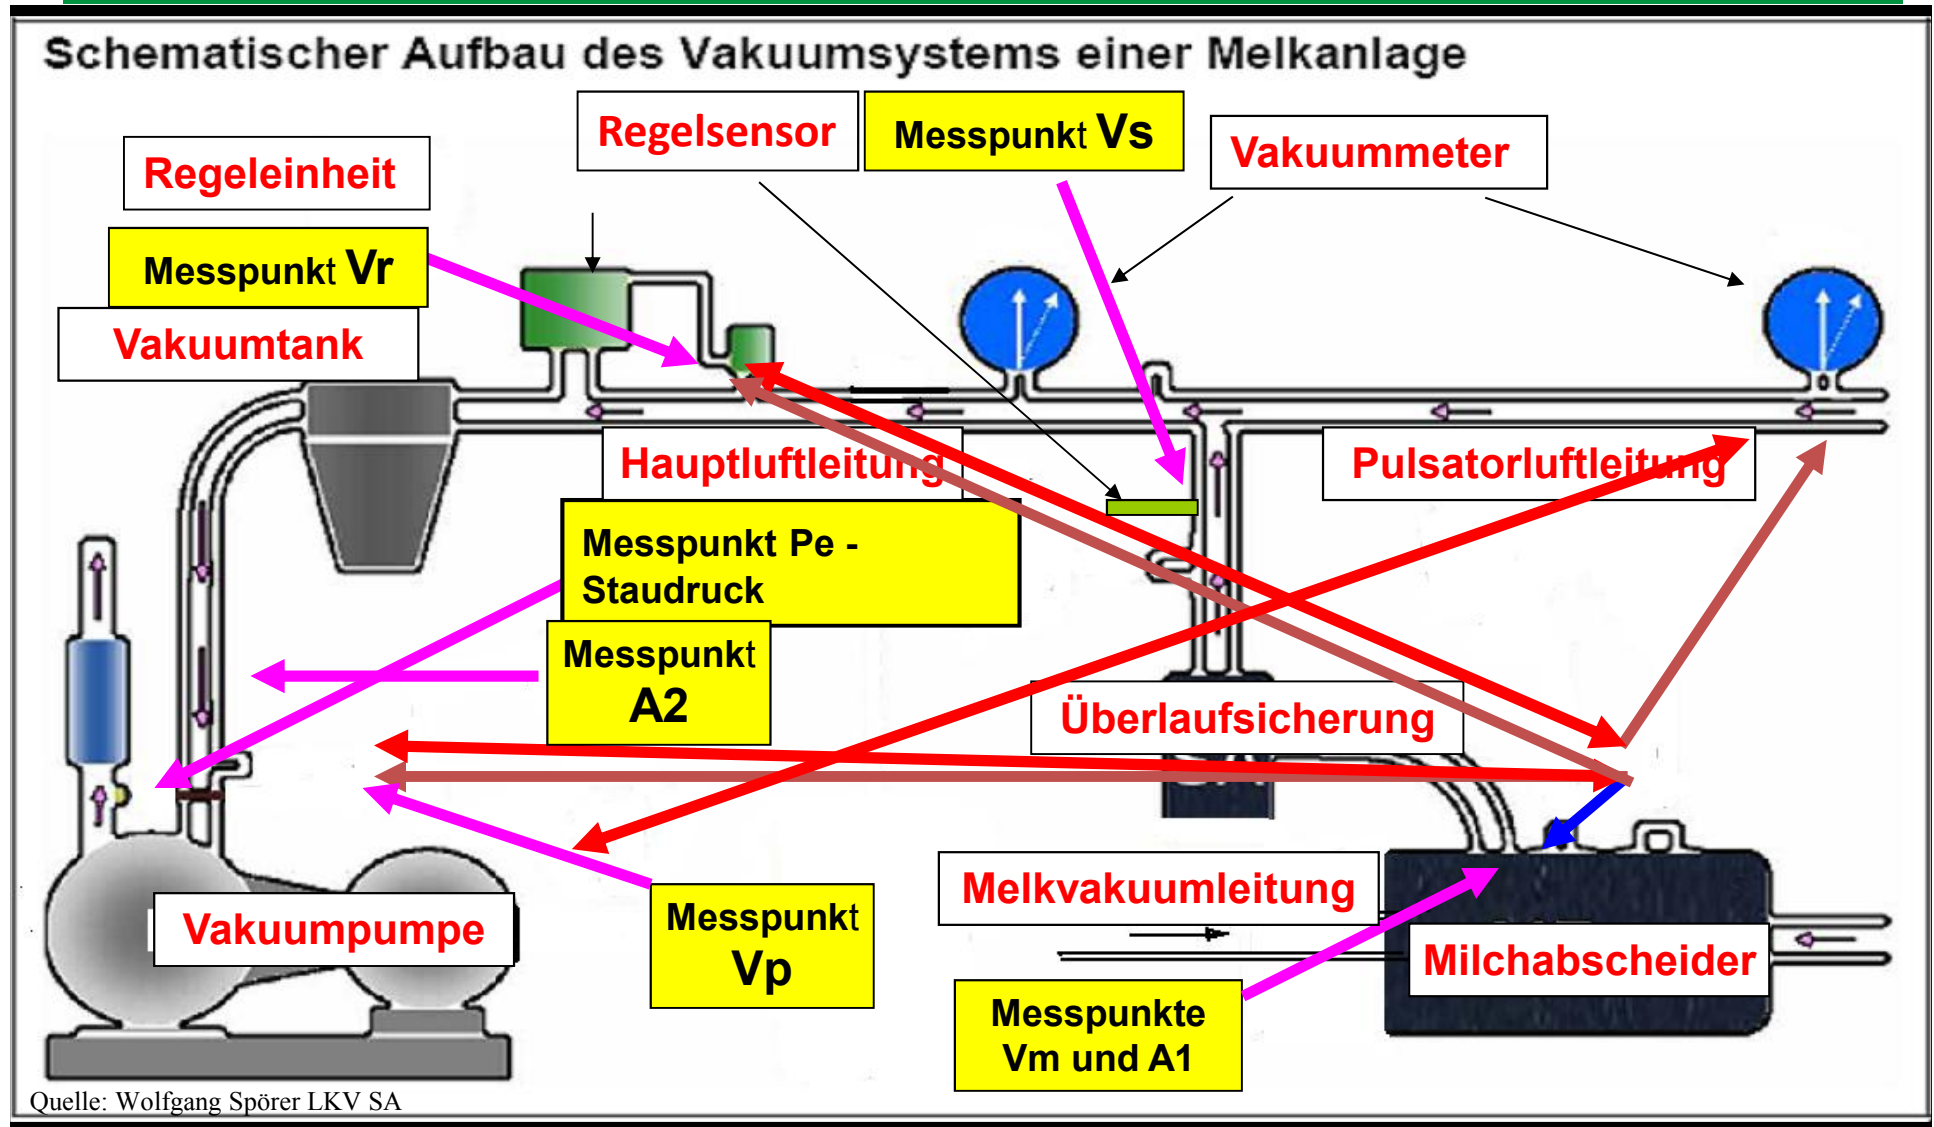 Schematischer Aufbau des Vakuumsystems einer Melkanlage
Regelsensor
Messpunkt Vs
Vakuummeter
Regeleinheit
Messpunkt Vr
Vakuumtank
Hauptluftleitung
Pulsatorluftleitung
Messpunkt Pe -
Staudruck
Messpunkt
A2
Überlaufsicherung
Melkvakuumleitung
Vakuumpumpe
Messpunkt
Vp
Milchabscheider
Messpunkte
Vm und A1
Quelle: Wolfgang Spörer LKV SA